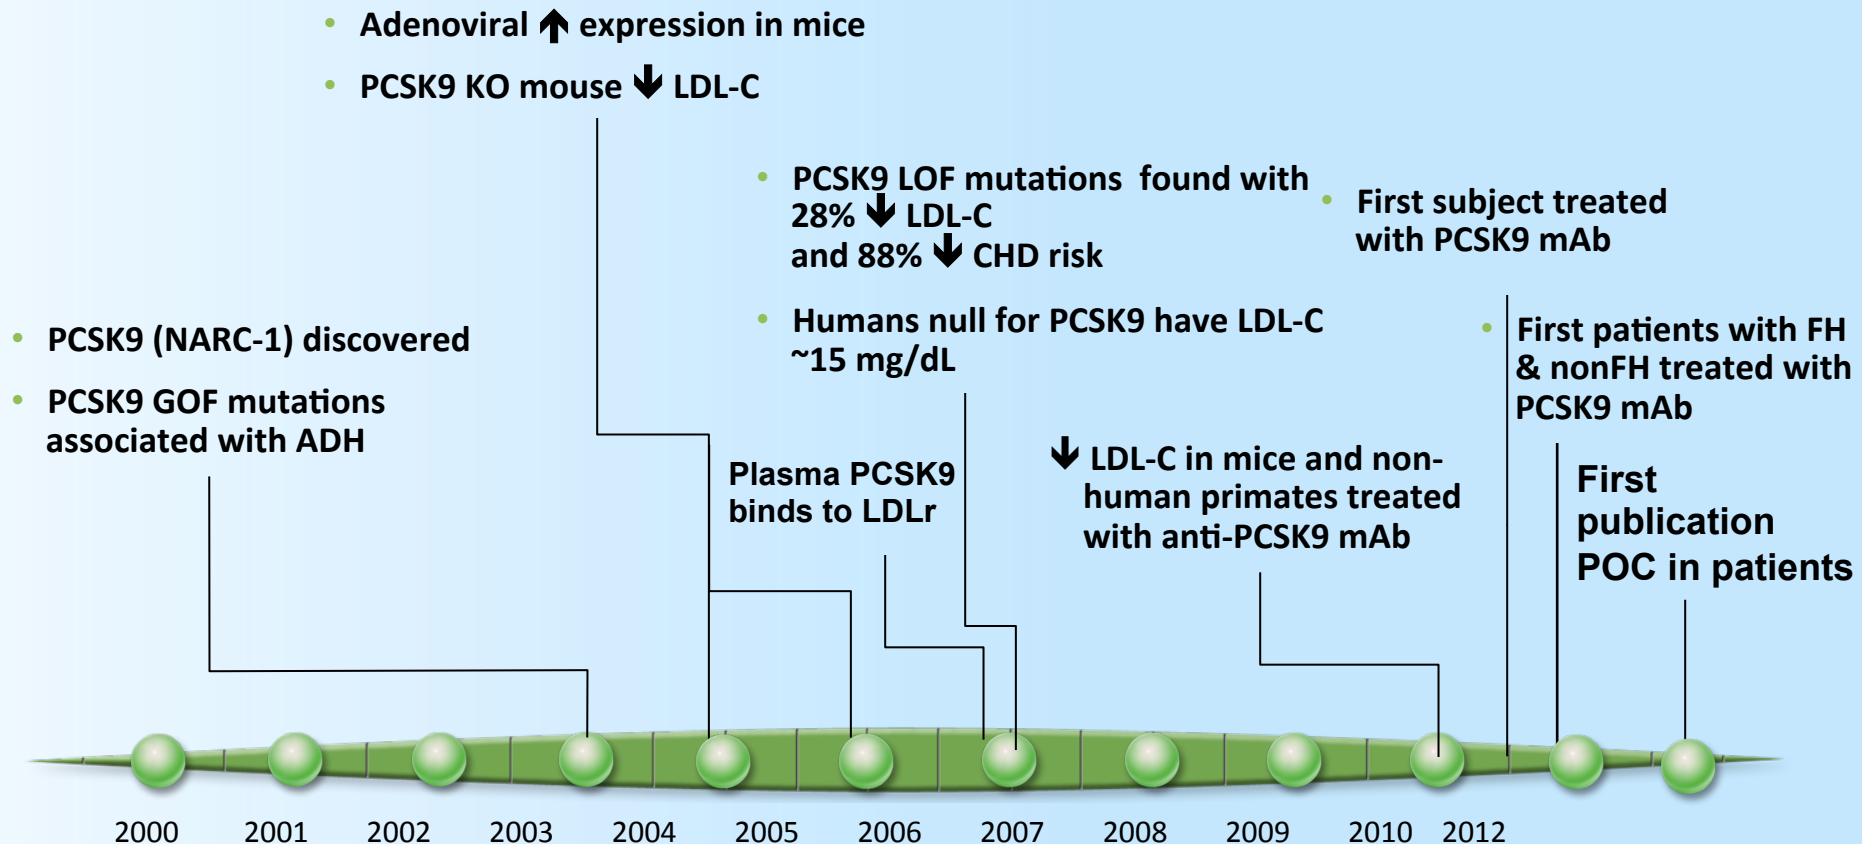 • Adenoviral ↑ expression in mice
• PCSK9 KO mouse ↓ LDL-C
• PCSK9 LOF mutations found with
28% ↓ LDL-C
and 88% ↓ CHD risk
• Humans null for PCSK9 have LDL-C
~15 mg/dL
• First subject treated
with PCSK9 mAb
• PCSK9 (NARC-1) discovered
• PCSK9 GOF mutations
associated with ADH
• First patients with FH
& nonFH treated with
PCSK9 mAb
Plasma PCSK9
binds to LDLr
↓ LDL-C in mice and non-
human primates treated
with anti-PCSK9 mAb
First
publication
POC in patients
2000 2001 2002 2003 2004 2005 2006 2007 2008 2009 2010 2012